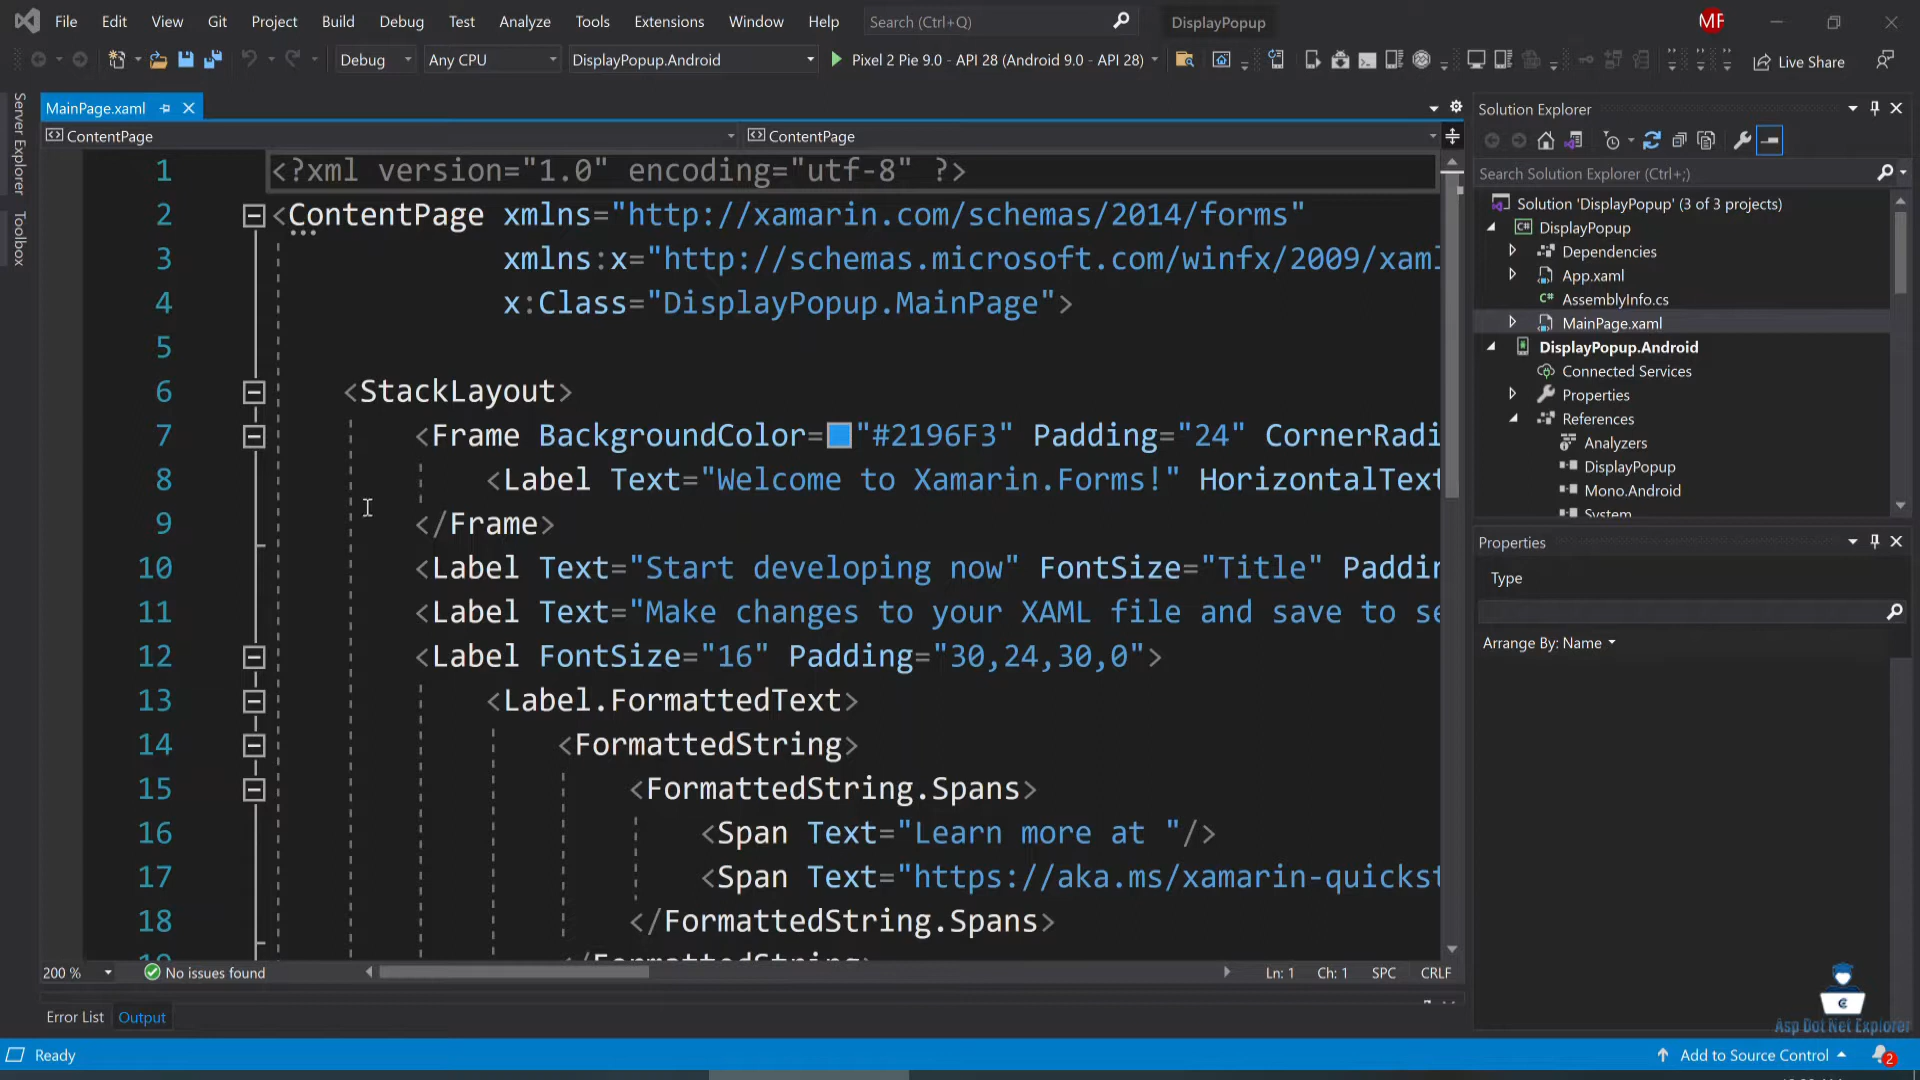 File Edit View Git Project Build Debug Test Analyze Tools Extensions Window Help Search (Ctrl+Q) DisplayPopup MF
Debug Any CPU DisplayPopup.Android Pixel 2 Pie 9.0 - API 28 (Android 9.0 - API 28) Live Share
Server Explorer
Toolbox
MainPage.xaml
ContentPage ContentPage
1 <?xml version="1.0" encoding="utf-8" ?>
2 <ContentPage xmlns="http://xamarin.com/schemas/2014/forms"
3 xmlns:x="http://schemas.microsoft.com/winfx/2009/xaml
4 x:Class="DisplayPopup.MainPage">
5
6 <StackLayout>
7 <Frame BackgroundColor="#2196F3" Padding="24" CornerRadi
8 <Label Text="Welcome to Xamarin.Forms!" HorizontalText
9 </Frame>
10 <Label Text="Start developing now" FontSize="Title" Paddin
11 <Label Text="Make changes to your XAML file and save to se
12 <Label FontSize="16" Padding="30,24,30,0">
13 <Label.FormattedText>
14 <FormattedString>
15 <FormattedString.Spans>
16 <Span Text="Learn more at "/>
17 <Span Text="https://aka.ms/xamarin-quickst
18 </FormattedString.Spans>
19 </FormattedString>
200 % No issues found Ln: 1 Ch: 1 SPC CRLF
Error List Output
Ready Add to Source Control 2
Solution Explorer
Search Solution Explorer (Ctrl+;)
Solution 'DisplayPopup' (3 of 3 projects)
DisplayPopup
Dependencies
App.xaml
C# AssemblyInfo.cs
MainPage.xaml
DisplayPopup.Android
Connected Services
Properties
References
Analyzers
DisplayPopup
Mono.Android
System
Properties
Type
Arrange By: Name
Asp Dot Net Explorer